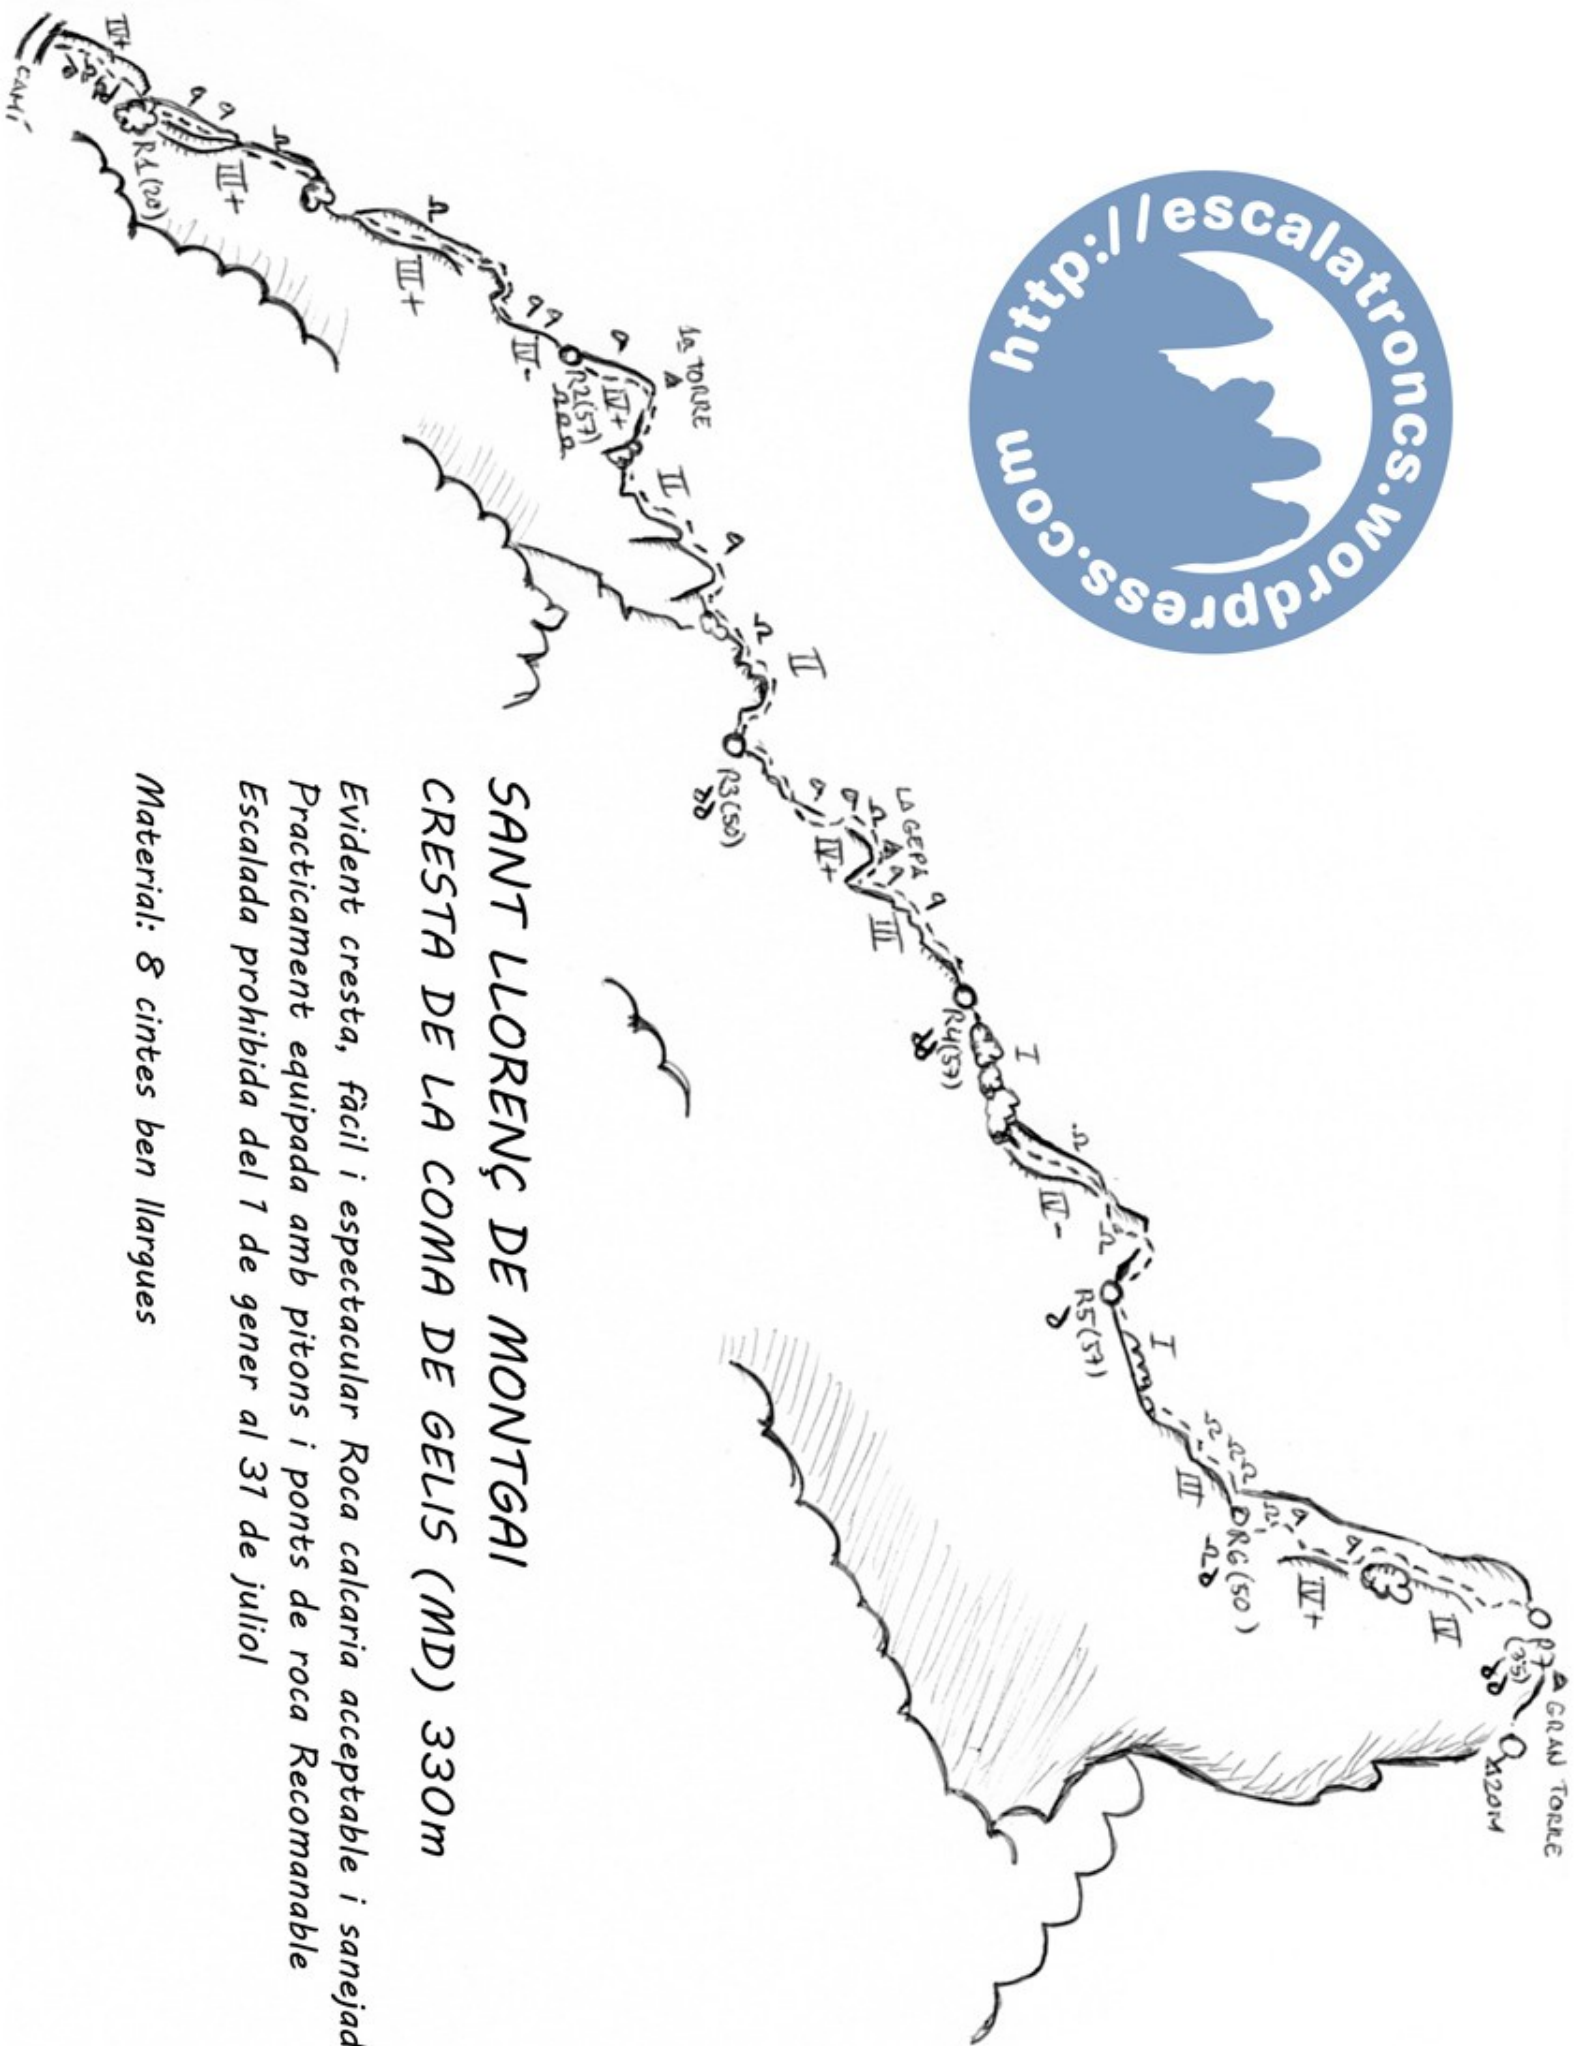 http://escalatroncs.wordpress.com
GRAN TORRE
R7
(35)
20M
IV
IV+
R6(50)
III
I
R5(57)
IV-
I
R4(57)
III
LA GEPA
IV+
R3(50)
II
II
1a TORRE
IV+
R2(57)
IV-
III+
III+
R1(20)
IV+
CAMÍ
SANT LLORENÇ DE MONTGAI
CRESTA DE LA COMA DE GELIS (MD) 330m
Evident cresta, fàcil i espectacular Roca calcaria acceptable i sanejad
Practicament equipada amb pitons i ponts de roca Recomanable
Escalada prohibida del 1 de gener al 31 de juliol
Material: 8 cintes ben llargues